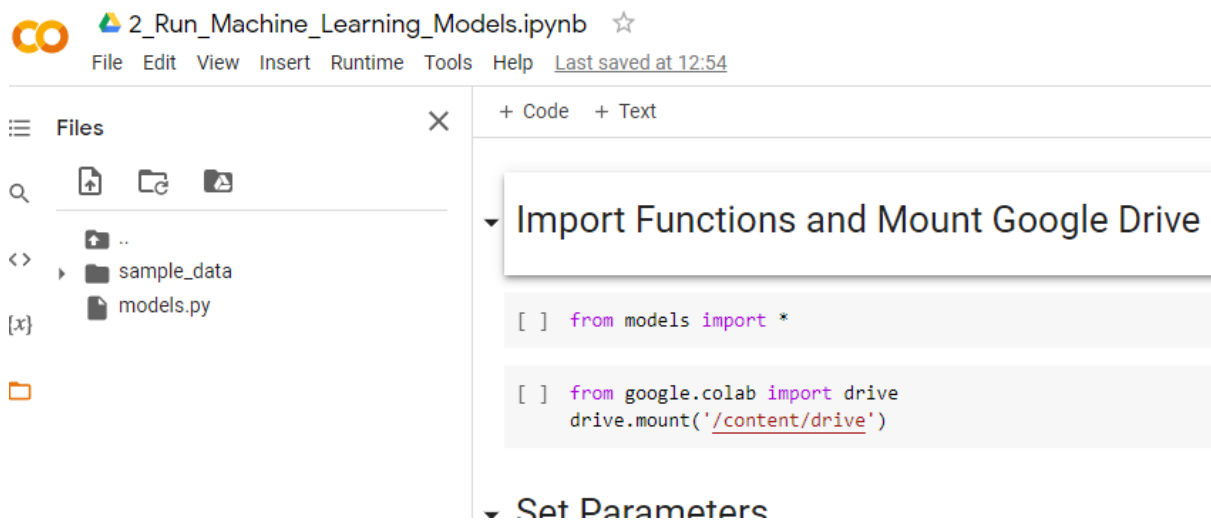 2_Run_Machine_Learning_Models.ipynb
File Edit View Insert Runtime Tools Help Last saved at 12:54
Files
+ Code + Text
..
sample_data
models.py
{x}
Import Functions and Mount Google Drive
[ ] from models import *
[ ] from google.colab import drive
drive.mount('/content/drive')
Set Parameters